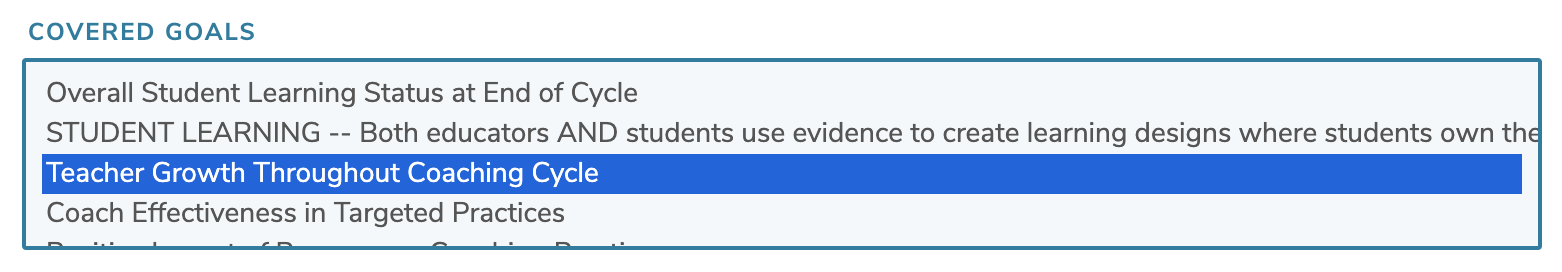 COVERED GOALS
Overall Student Learning Status at End of Cycle
STUDENT LEARNING -- Both educators AND students use evidence to create learning designs where students own the
Teacher Growth Throughout Coaching Cycle
Coach Effectiveness in Targeted Practices